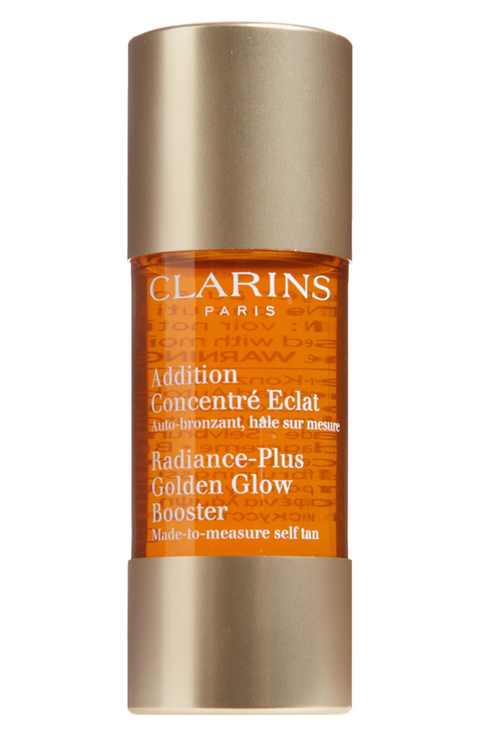 CLARINS
PARIS
Addition
Concentré Eclat
Auto-bronzant, hâle sur mesure
Radiance-Plus
Golden Glow
Booster
Made-to-measure self tan